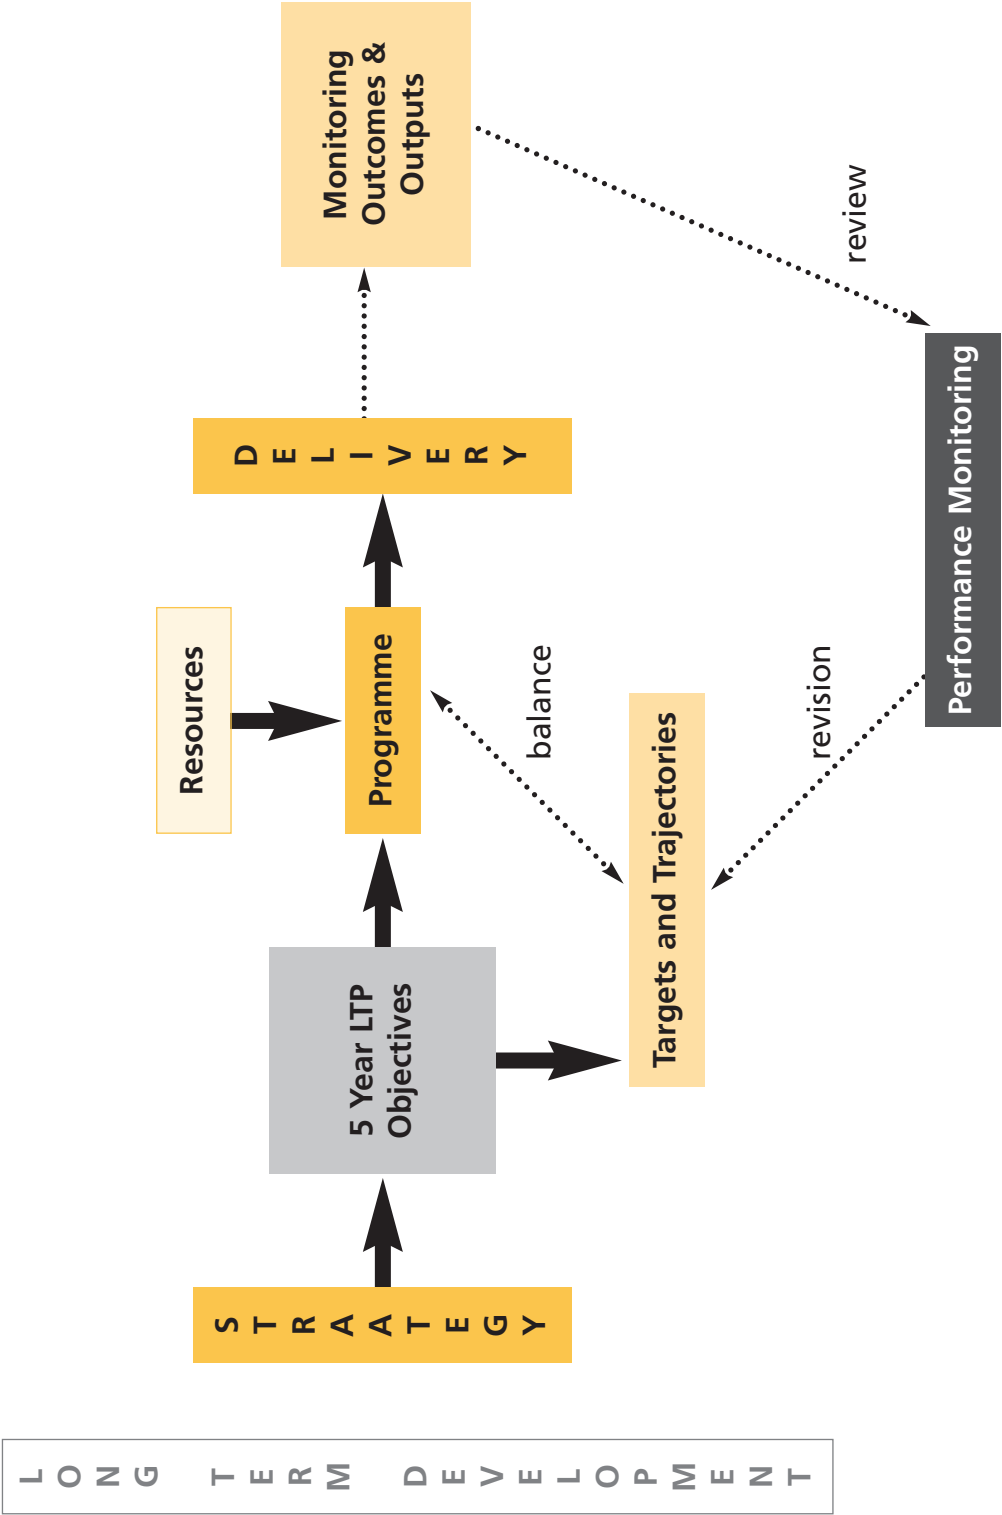 LONG TERM DEVELOPMENT
STRAATEGY
5 Year LTP
Objectives
Resources
Programme
DELIVERY
Monitoring
Outcomes &
Outputs
balance
Targets and Trajectories
revision
review
Performance Monitoring